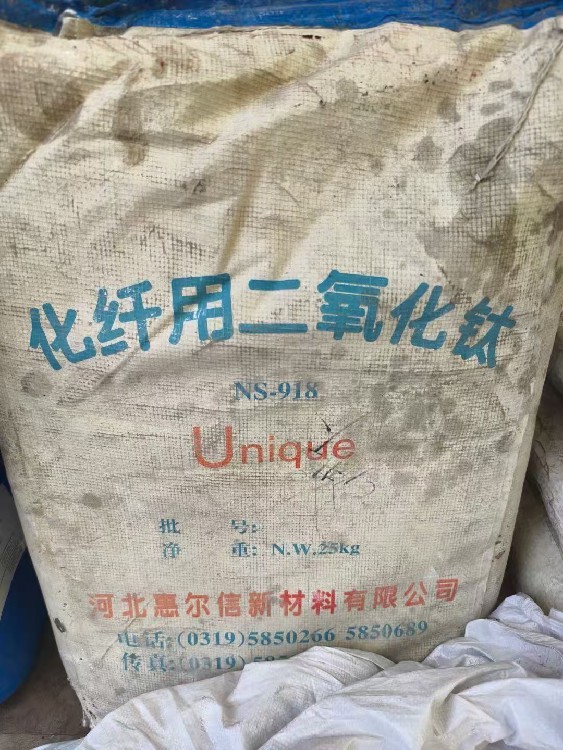 化纤用二氧化钛
NS-918
Unique
批 号:
净 重: N.W.25kg
河北惠尔信新材料有限公司
电话:(0319)5850266 5850689
传真:(0319)